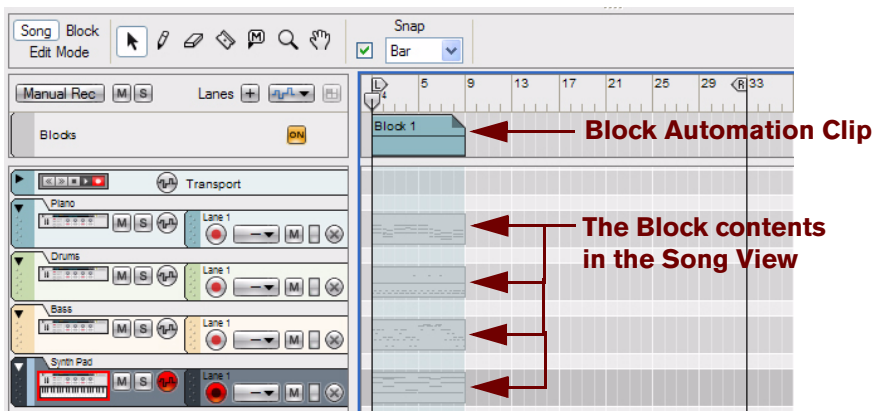 Song Block
Edit Mode
Snap
Bar
Manual Rec M S Lanes
L 5 9 13 17 21 25 29 R 33
4
Blocks ON
Block 1
Block Automation Clip
Transport
Piano
M S Lane 1
M
The Block contents
in the Song View
Drums
M S Lane 1
M
Bass
M S Lane 1
M
Synth Pad
M S Lane 1
M